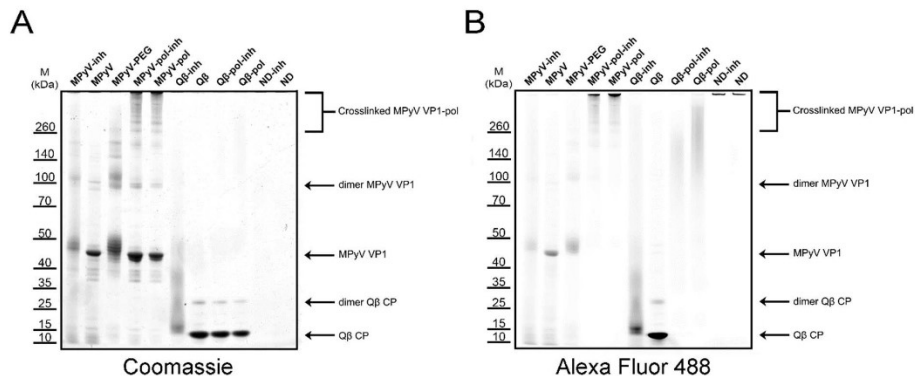 A
MPyV-inh
MPyV
MPyV-PEG
MPyV-pol-inh
MPyV-pol
Qβ-inh
Qβ
Qβ-pol-inh
Qβ-pol
ND-inh
ND
M
(kDa)
260
140
100
70
50
40
35
25
15
10
Crosslinked MPyV VP1-pol
dimer MPyV VP1
MPyV VP1
dimer Qβ CP
Qβ CP
Coomassie
B
MPyV-inh
MPyV
MPyV-PEG
MPyV-pol-inh
MPyV-pol
Qβ-inh
Qβ
Qβ-pol-inh
Qβ-pol
ND-inh
ND
M
(kDa)
260
140
100
70
50
40
35
25
15
10
Crosslinked MPyV VP1-pol
dimer MPyV VP1
MPyV VP1
dimer Qβ CP
Qβ CP
Alexa Fluor 488